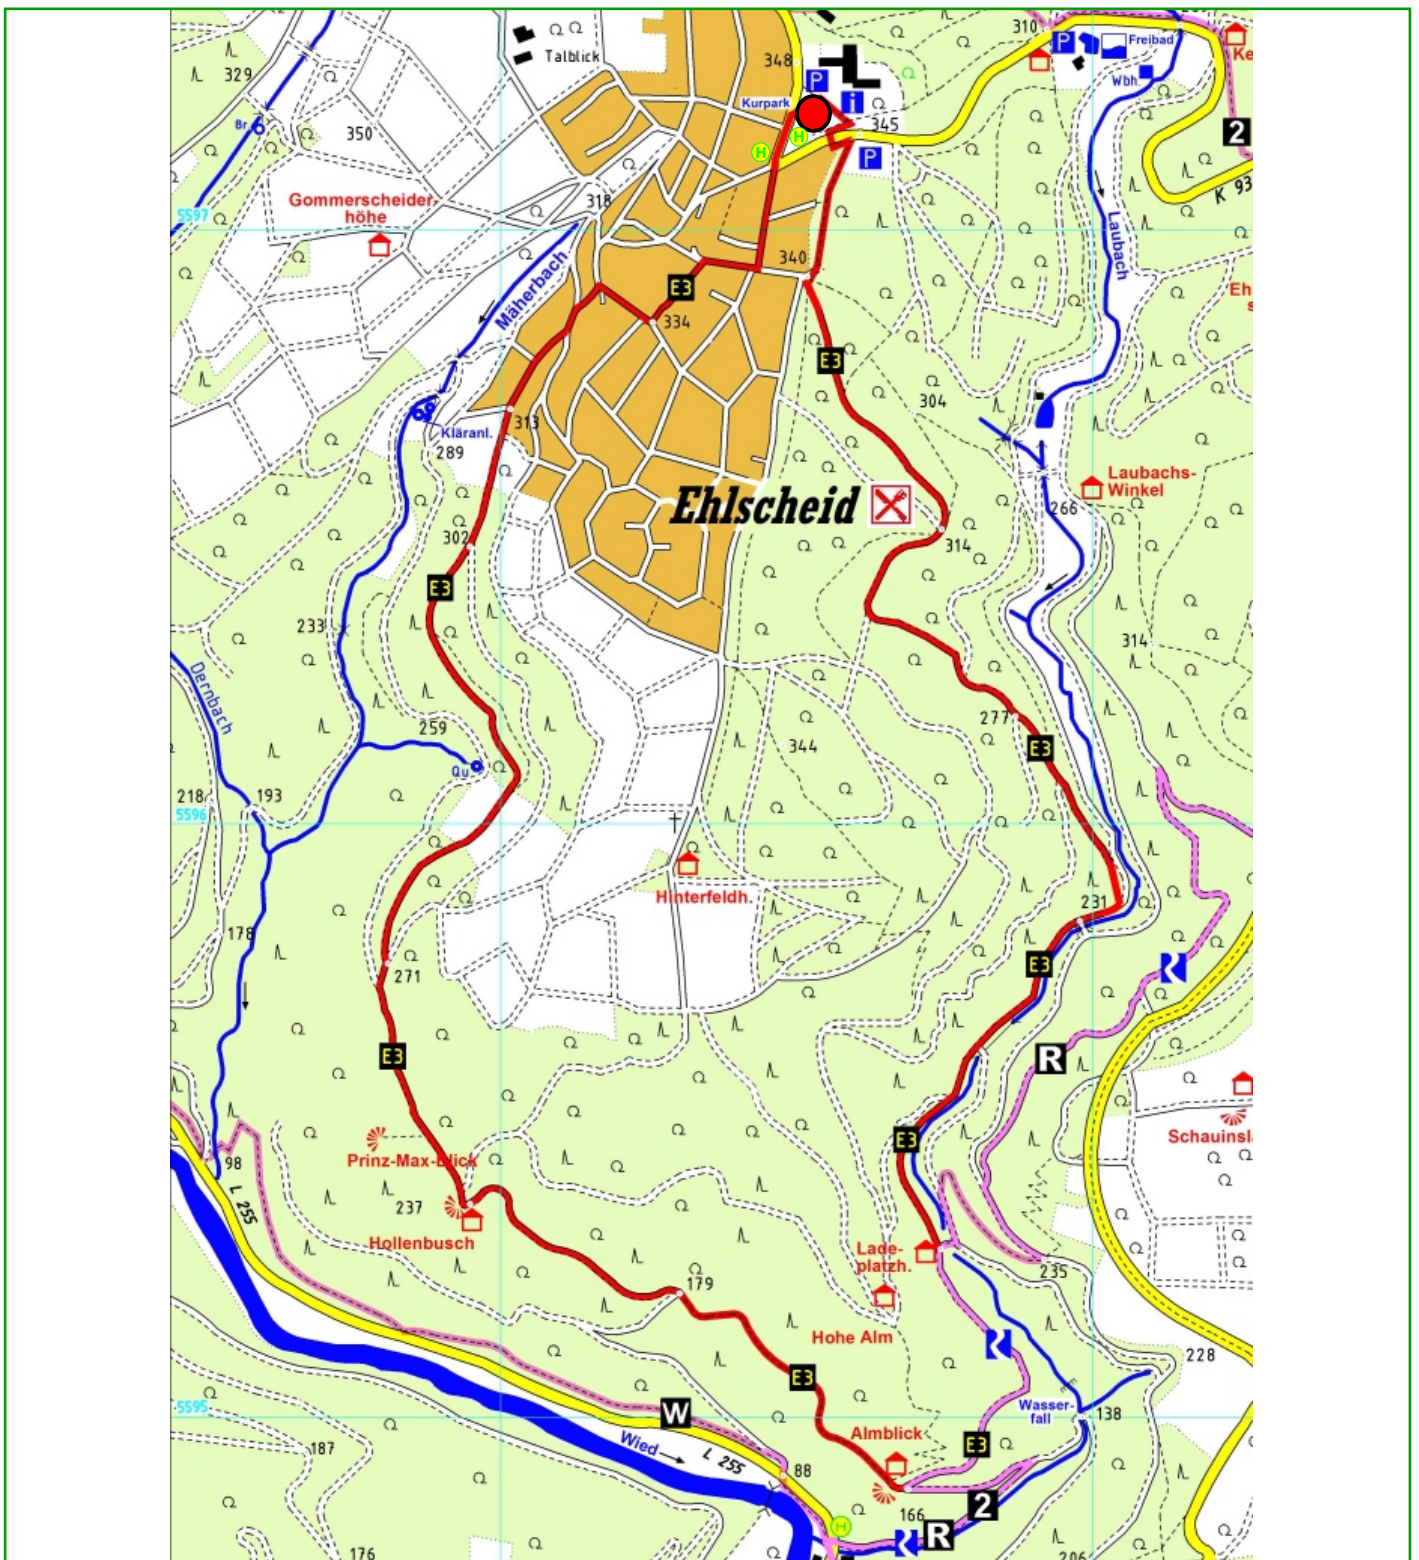 310
P
Freibad
Ke
348
Talblick
329
P
Wbh.
Kurpark
i
Br.
H
345
350
H
P
2
K 93
Gommerscheider-
höhe
318
5597
Laubach
340
Mäherbach
E3
Eh
s
334
E3
304
313
Kläranl.
289
Laubachs-
Winkel
Ehlscheid
266
302
314
E3
233
314
Dernbach
277
259
344
E3
Qu
218
193
5596
Hinterfeldh.
231
178
E3
271
E3
R
Schauinsl
E3
Prinz-Max-Blick
98
237
L 255
Hollenbusch
Lade-
platzh.
235
179
Hohe Alm
228
E3
Wasser-
fall
5595
W
138
Almblick
187
Wied
E3
L 255
88
2
166
H
R
176
206